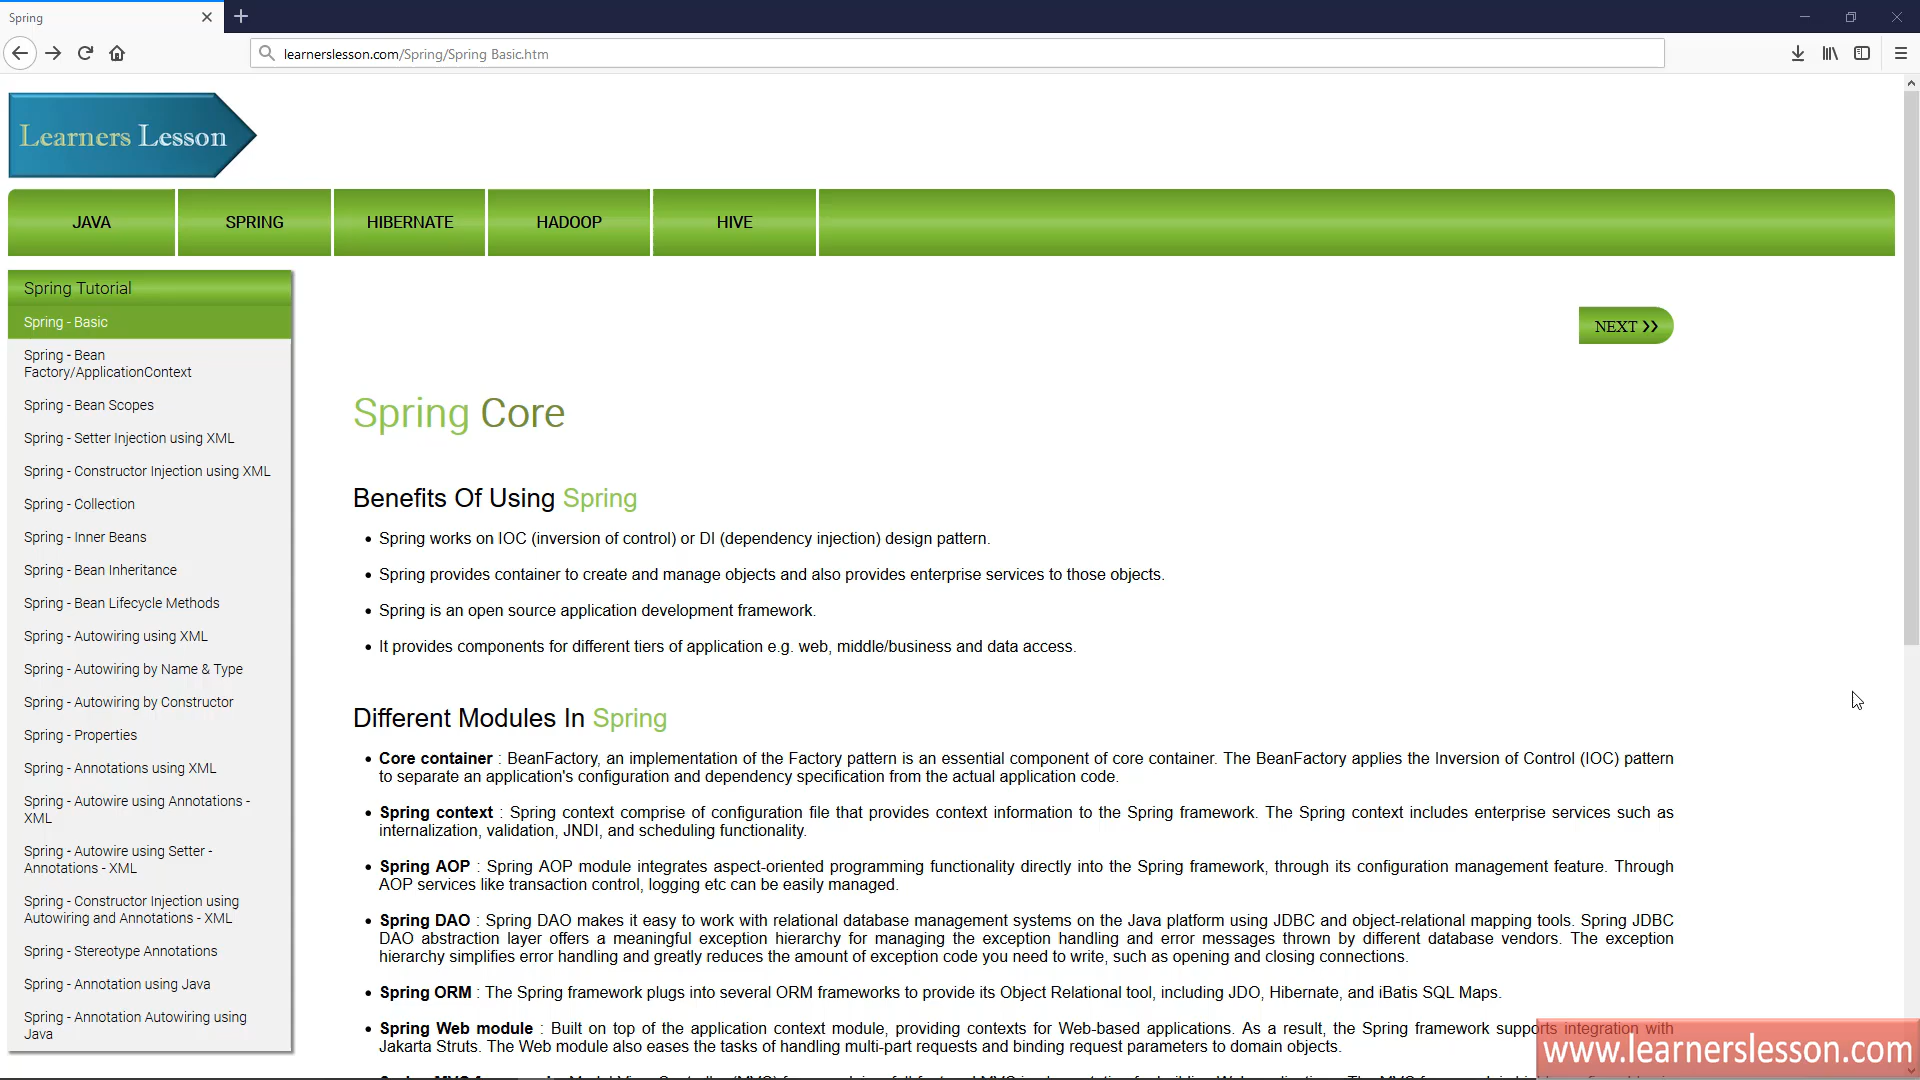 Spring
learnerslesson.com/Spring/Spring Basic.htm
Learners Lesson
JAVA
SPRING
HIBERNATE
HADOOP
HIVE
Spring Tutorial
Spring - Basic
Spring - Bean
Factory/ApplicationContext
Spring - Bean Scopes
Spring - Setter Injection using XML
Spring - Constructor Injection using XML
Spring - Collection
Spring - Inner Beans
Spring - Bean Inheritance
Spring - Bean Lifecycle Methods
Spring - Autowiring using XML
Spring - Autowiring by Name & Type
Spring - Autowiring by Constructor
Spring - Properties
Spring - Annotations using XML
Spring - Autowire using Annotations -
XML
Spring - Autowire using Setter -
Annotations - XML
Spring - Constructor Injection using
Autowiring and Annotations - XML
Spring - Stereotype Annotations
Spring - Annotation using Java
Spring - Annotation Autowiring using
Java
NEXT
Spring Core
Benefits Of Using Spring
• Spring works on IOC (inversion of control) or DI (dependency injection) design pattern.
• Spring provides container to create and manage objects and also provides enterprise services to those objects.
• Spring is an open source application development framework.
• It provides components for different tiers of application e.g. web, middle/business and data access.
Different Modules In Spring
• Core container : BeanFactory, an implementation of the Factory pattern is an essential component of core container. The BeanFactory applies the Inversion of Control (IOC) pattern
to separate an application's configuration and dependency specification from the actual application code.
• Spring context : Spring context comprise of configuration file that provides context information to the Spring framework. The Spring context includes enterprise services such as
internalization, validation, JNDI, and scheduling functionality.
• Spring AOP : Spring AOP module integrates aspect-oriented programming functionality directly into the Spring framework, through its configuration management feature. Through
AOP services like transaction control, logging etc can be easily managed.
• Spring DAO : Spring DAO makes it easy to work with relational database management systems on the Java platform using JDBC and object-relational mapping tools. Spring JDBC
DAO abstraction layer offers a meaningful exception hierarchy for managing the exception handling and error messages thrown by different database vendors. The exception
hierarchy simplifies error handling and greatly reduces the amount of exception code you need to write, such as opening and closing connections.
• Spring ORM : The Spring framework plugs into several ORM frameworks to provide its Object Relational tool, including JDO, Hibernate, and iBatis SQL Maps.
• Spring Web module : Built on top of the application context module, providing contexts for Web-based applications. As a result, the Spring framework supports integration with
Jakarta Struts. The Web module also eases the tasks of handling multi-part requests and binding request parameters to domain objects.
www.learnerslesson.com